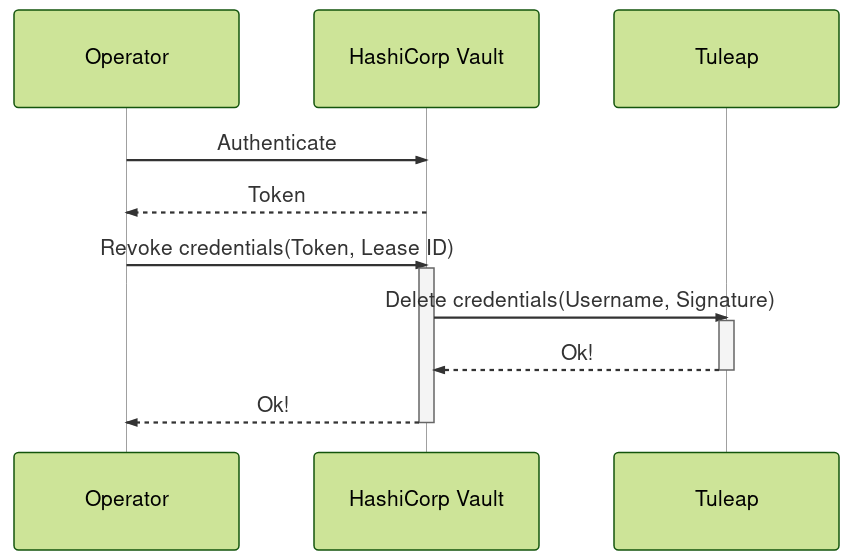 Operator
HashiCorp Vault
Tuleap
Authenticate
Token
Revoke credentials(Token, Lease ID)
Delete credentials(Username, Signature)
Ok!
Ok!
Operator
HashiCorp Vault
Tuleap